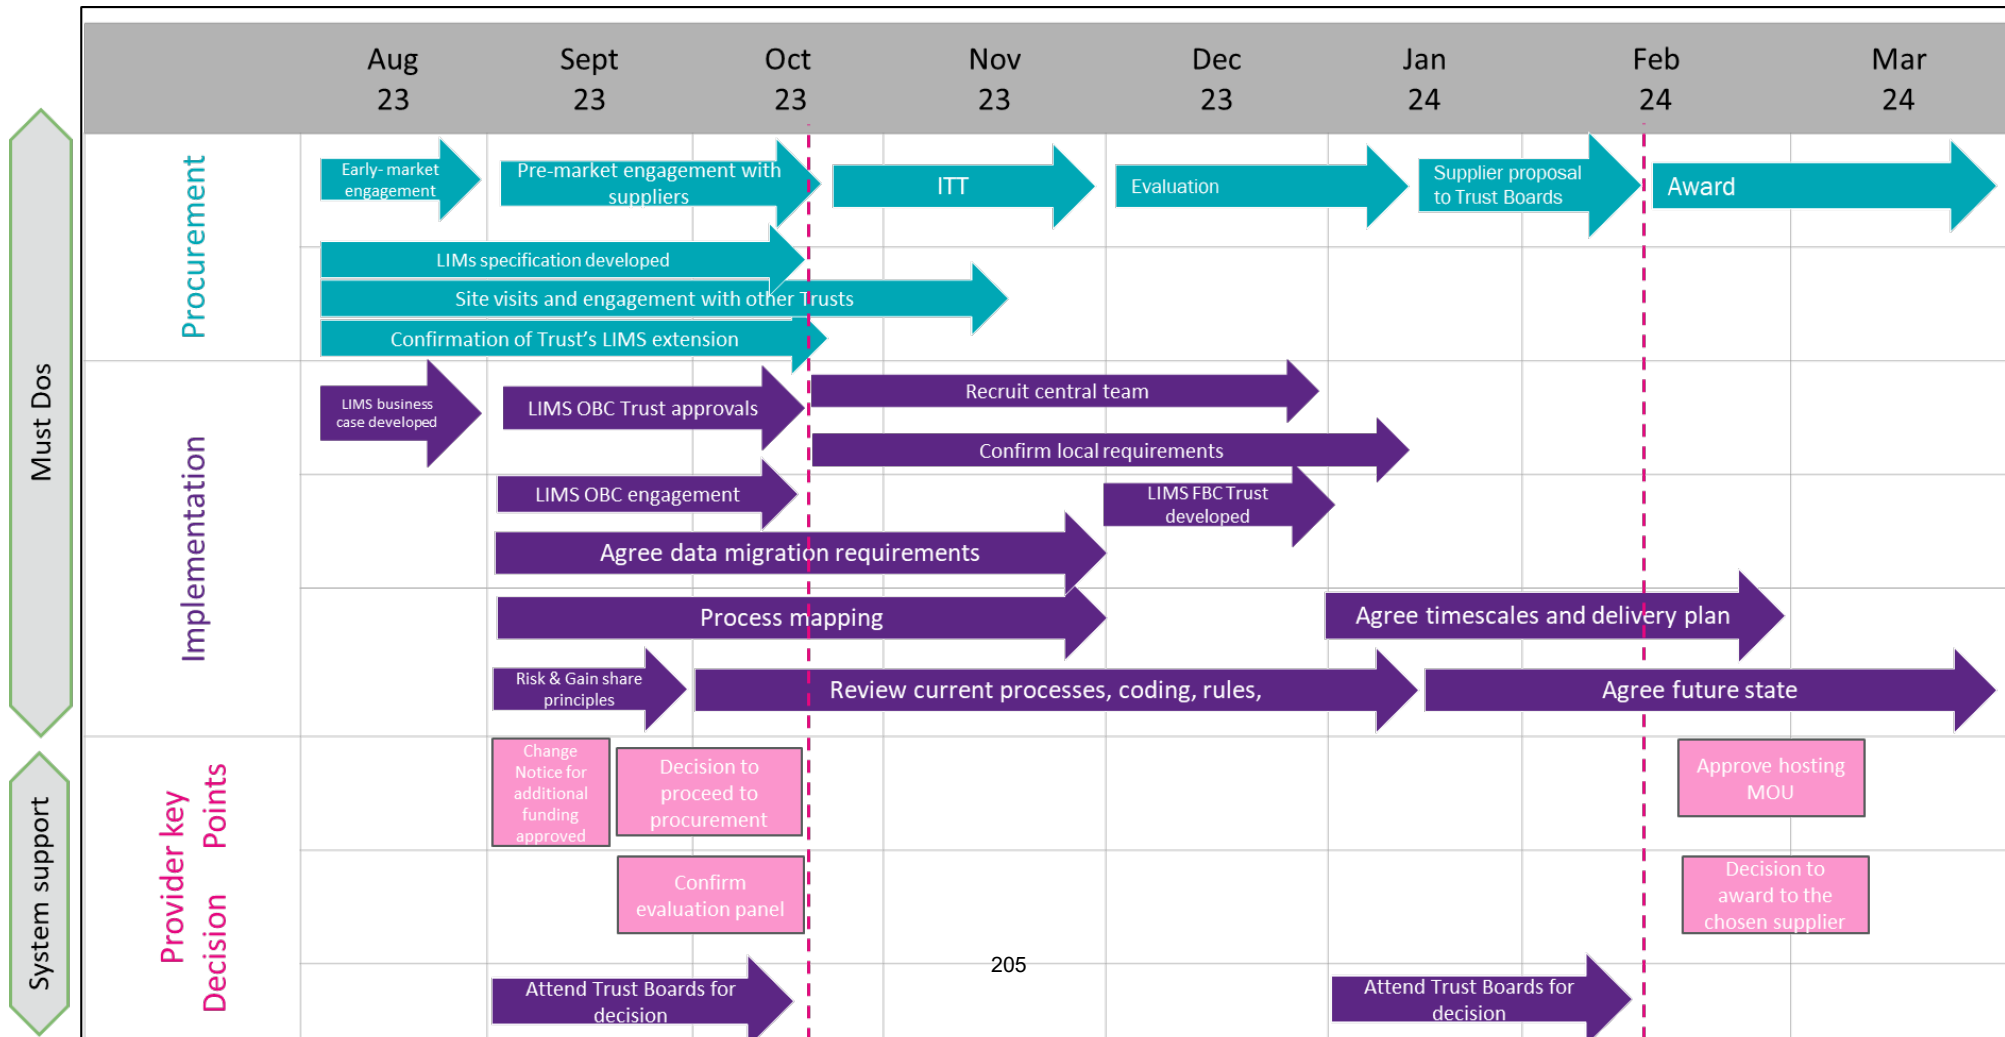 Aug
23
Sept
23
Oct
23
Nov
23
Dec
23
Jan
24
Feb
24
Mar
24
Must Dos
Procurement
Early- market
engagement
Pre-market engagement with
suppliers
ITT
Evaluation
Supplier proposal
to Trust Boards
Award
LIMs specification developed
Site visits and engagement with other Trusts
Confirmation of Trust’s LIMS extension
Implementation
LIMS business
case developed
LIMS OBC Trust approvals
Recruit central team
Confirm local requirements
LIMS OBC engagement
LIMS FBC Trust
developed
Agree data migration requirements
Process mapping
Agree timescales and delivery plan
Risk & Gain share
principles
Review current processes, coding, rules,
Agree future state
System support
Provider key
Decision Points
Change
Notice for
additional
funding
approved
Decision to
proceed to
procurement
Approve hosting
MOU
Confirm
evaluation panel
Decision to
award to the
chosen supplier
205
Attend Trust Boards for
decision
Attend Trust Boards for
decision